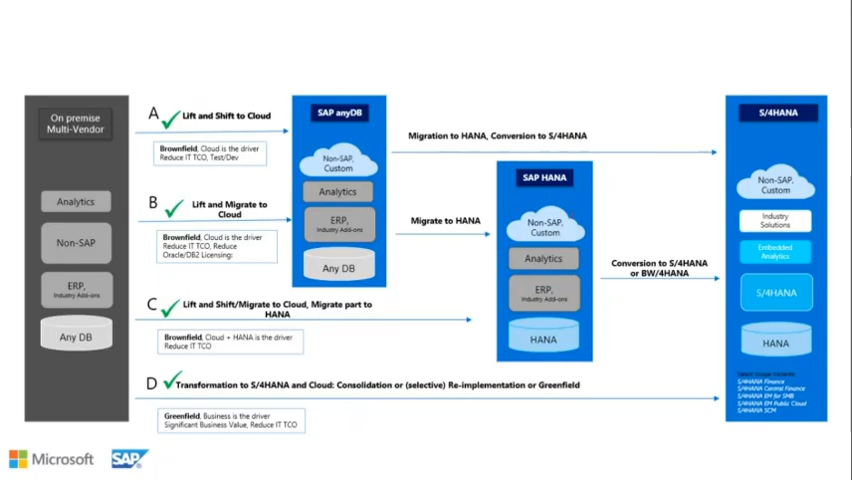 On premise
Multi-Vendor
Analytics
Non-SAP
ERP,
Industry Add-ons
Any DB
A
Lift and Shift to Cloud
Brownfield, Cloud is the driver
Reduce IT TCO, Test/Dev
B
Lift and Migrate to
Cloud
Brownfield, Cloud is the driver
Reduce IT TCO, Reduce
Oracle/DB2 Licensing:
C
Lift and Shift/Migrate to Cloud, Migrate part to
HANA
Brownfield, Cloud + HANA is the driver
Reduce IT TCO
D
Transformation to S/4HANA and Cloud: Consolidation or (selective) Re-implementation or Greenfield
Greenfield, Business is the driver
Significant Business Value, Reduce IT TCO
SAP anyDB
Non-SAP,
Custom
Analytics
ERP,
Industry Add-ons
Any DB
Migration to HANA, Conversion to S/4HANA
Migrate to HANA
SAP HANA
Non-SAP,
Custom
Analytics
ERP,
Industry Add-ons
HANA
Conversion to S/4HANA
or BW/4HANA
S/4HANA
Non-SAP,
Custom
Industry
Solutions
Embedded
Analytics
S/4HANA
HANA
S/4HANA Finance
S/4HANA Central Finance
S/4HANA EM for SMB
S/4HANA EM Public Cloud
S/4HANA SCM
Microsoft
SAP